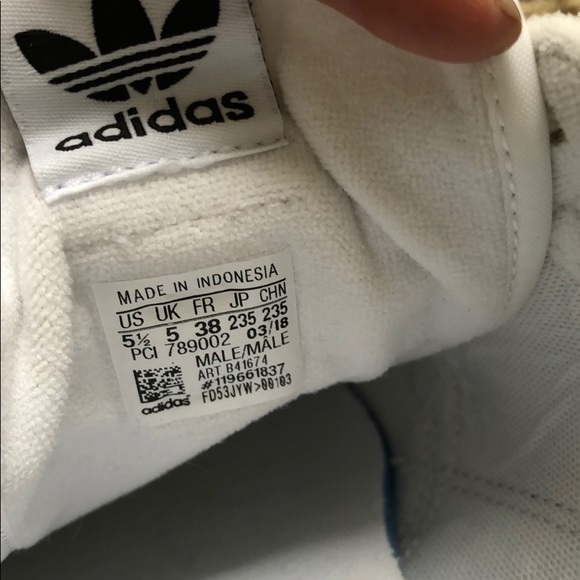 adidas
MADE IN INDONESIA
US UK FR JP CHN
5½ 5 38 235 235
PCI 789002 03/18
MALE/MÂLE
ART B41674
#119661837
adidas FD53JYW>00103